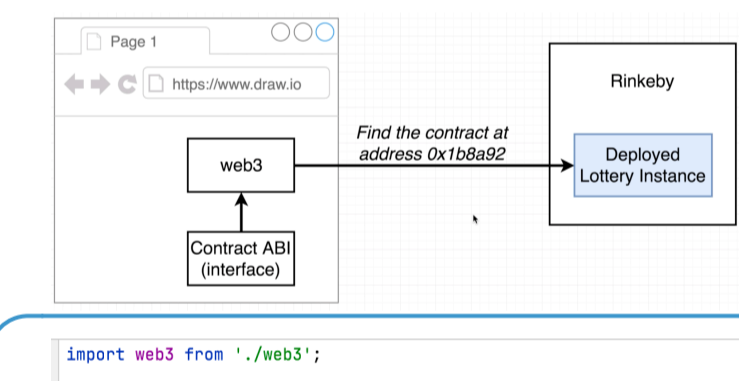 Page 1
https://www.draw.io
Rinkeby
Find the contract at
address 0x1b8a92
web3
Deployed
Lottery Instance
Contract ABI
(interface)
import web3 from './web3';